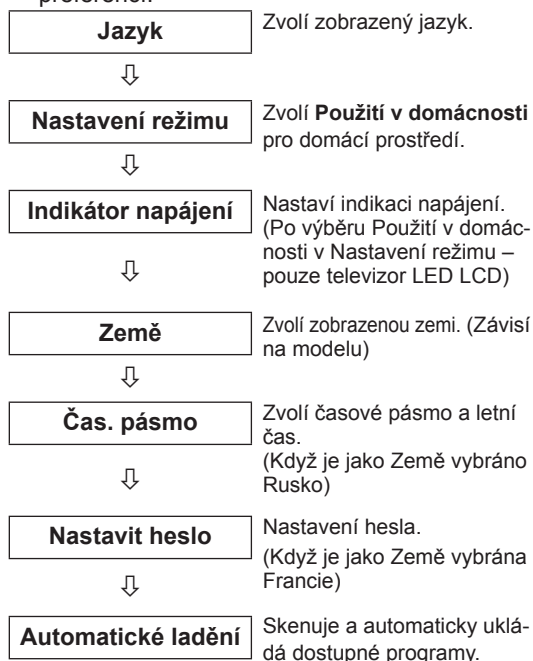 Jazyk
Zvolí zobrazený jazyk.
⇩
Nastavení režimu
Zvolí Použití v domácnosti
pro domácí prostředí.
⇩
Indikátor napájení
Nastaví indikaci napájení.
(Po výběru Použití v domác-
nosti v Nastavení režimu –
pouze televizor LED LCD)
⇩
Země
Zvolí zobrazenou zemi. (Závisí
na modelu)
⇩
Čas. pásmo
Zvolí časové pásmo a letní
čas.
(Když je jako Země vybráno
Rusko)
⇩
Nastavit heslo
Nastavení hesla.
(Když je jako Země vybrána
Francie)
⇩
Automatické ladění
Skenuje a automaticky uklá-
dá dostupné programy.